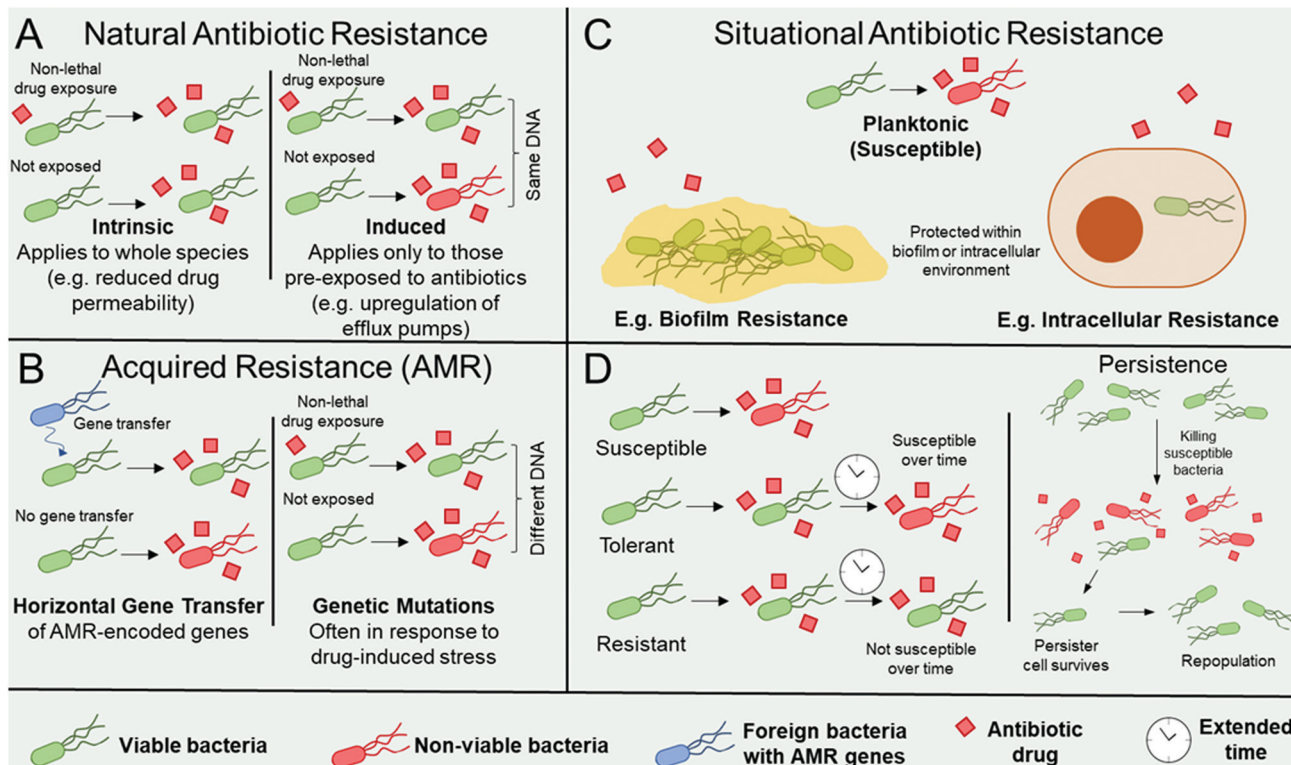 A Natural Antibiotic Resistance
Non-lethal
drug exposure
Not exposed
Intrinsic
Applies to whole species
(e.g. reduced drug
permeability)
Non-lethal
drug exposure
Not exposed
Same DNA
Induced
Applies only to those
pre-exposed to antibiotics
(e.g. upregulation of
efflux pumps)
B Acquired Resistance (AMR)
Gene transfer
No gene transfer
Horizontal Gene Transfer
of AMR-encoded genes
Non-lethal
drug exposure
Not exposed
Different DNA
Genetic Mutations
Often in response to
drug-induced stress
C Situational Antibiotic Resistance
Planktonic
(Susceptible)
Protected within
biofilm or intracellular
environment
E.g. Biofilm Resistance
E.g. Intracellular Resistance
D
Susceptible
Tolerant
Susceptible
over time
Resistant
Not susceptible
over time
Persistence
Killing
susceptible
bacteria
Persister
cell survives
Repopulation
Viable bacteria
Non-viable bacteria
Foreign bacteria
with AMR genes
Antibiotic
drug
Extended
time